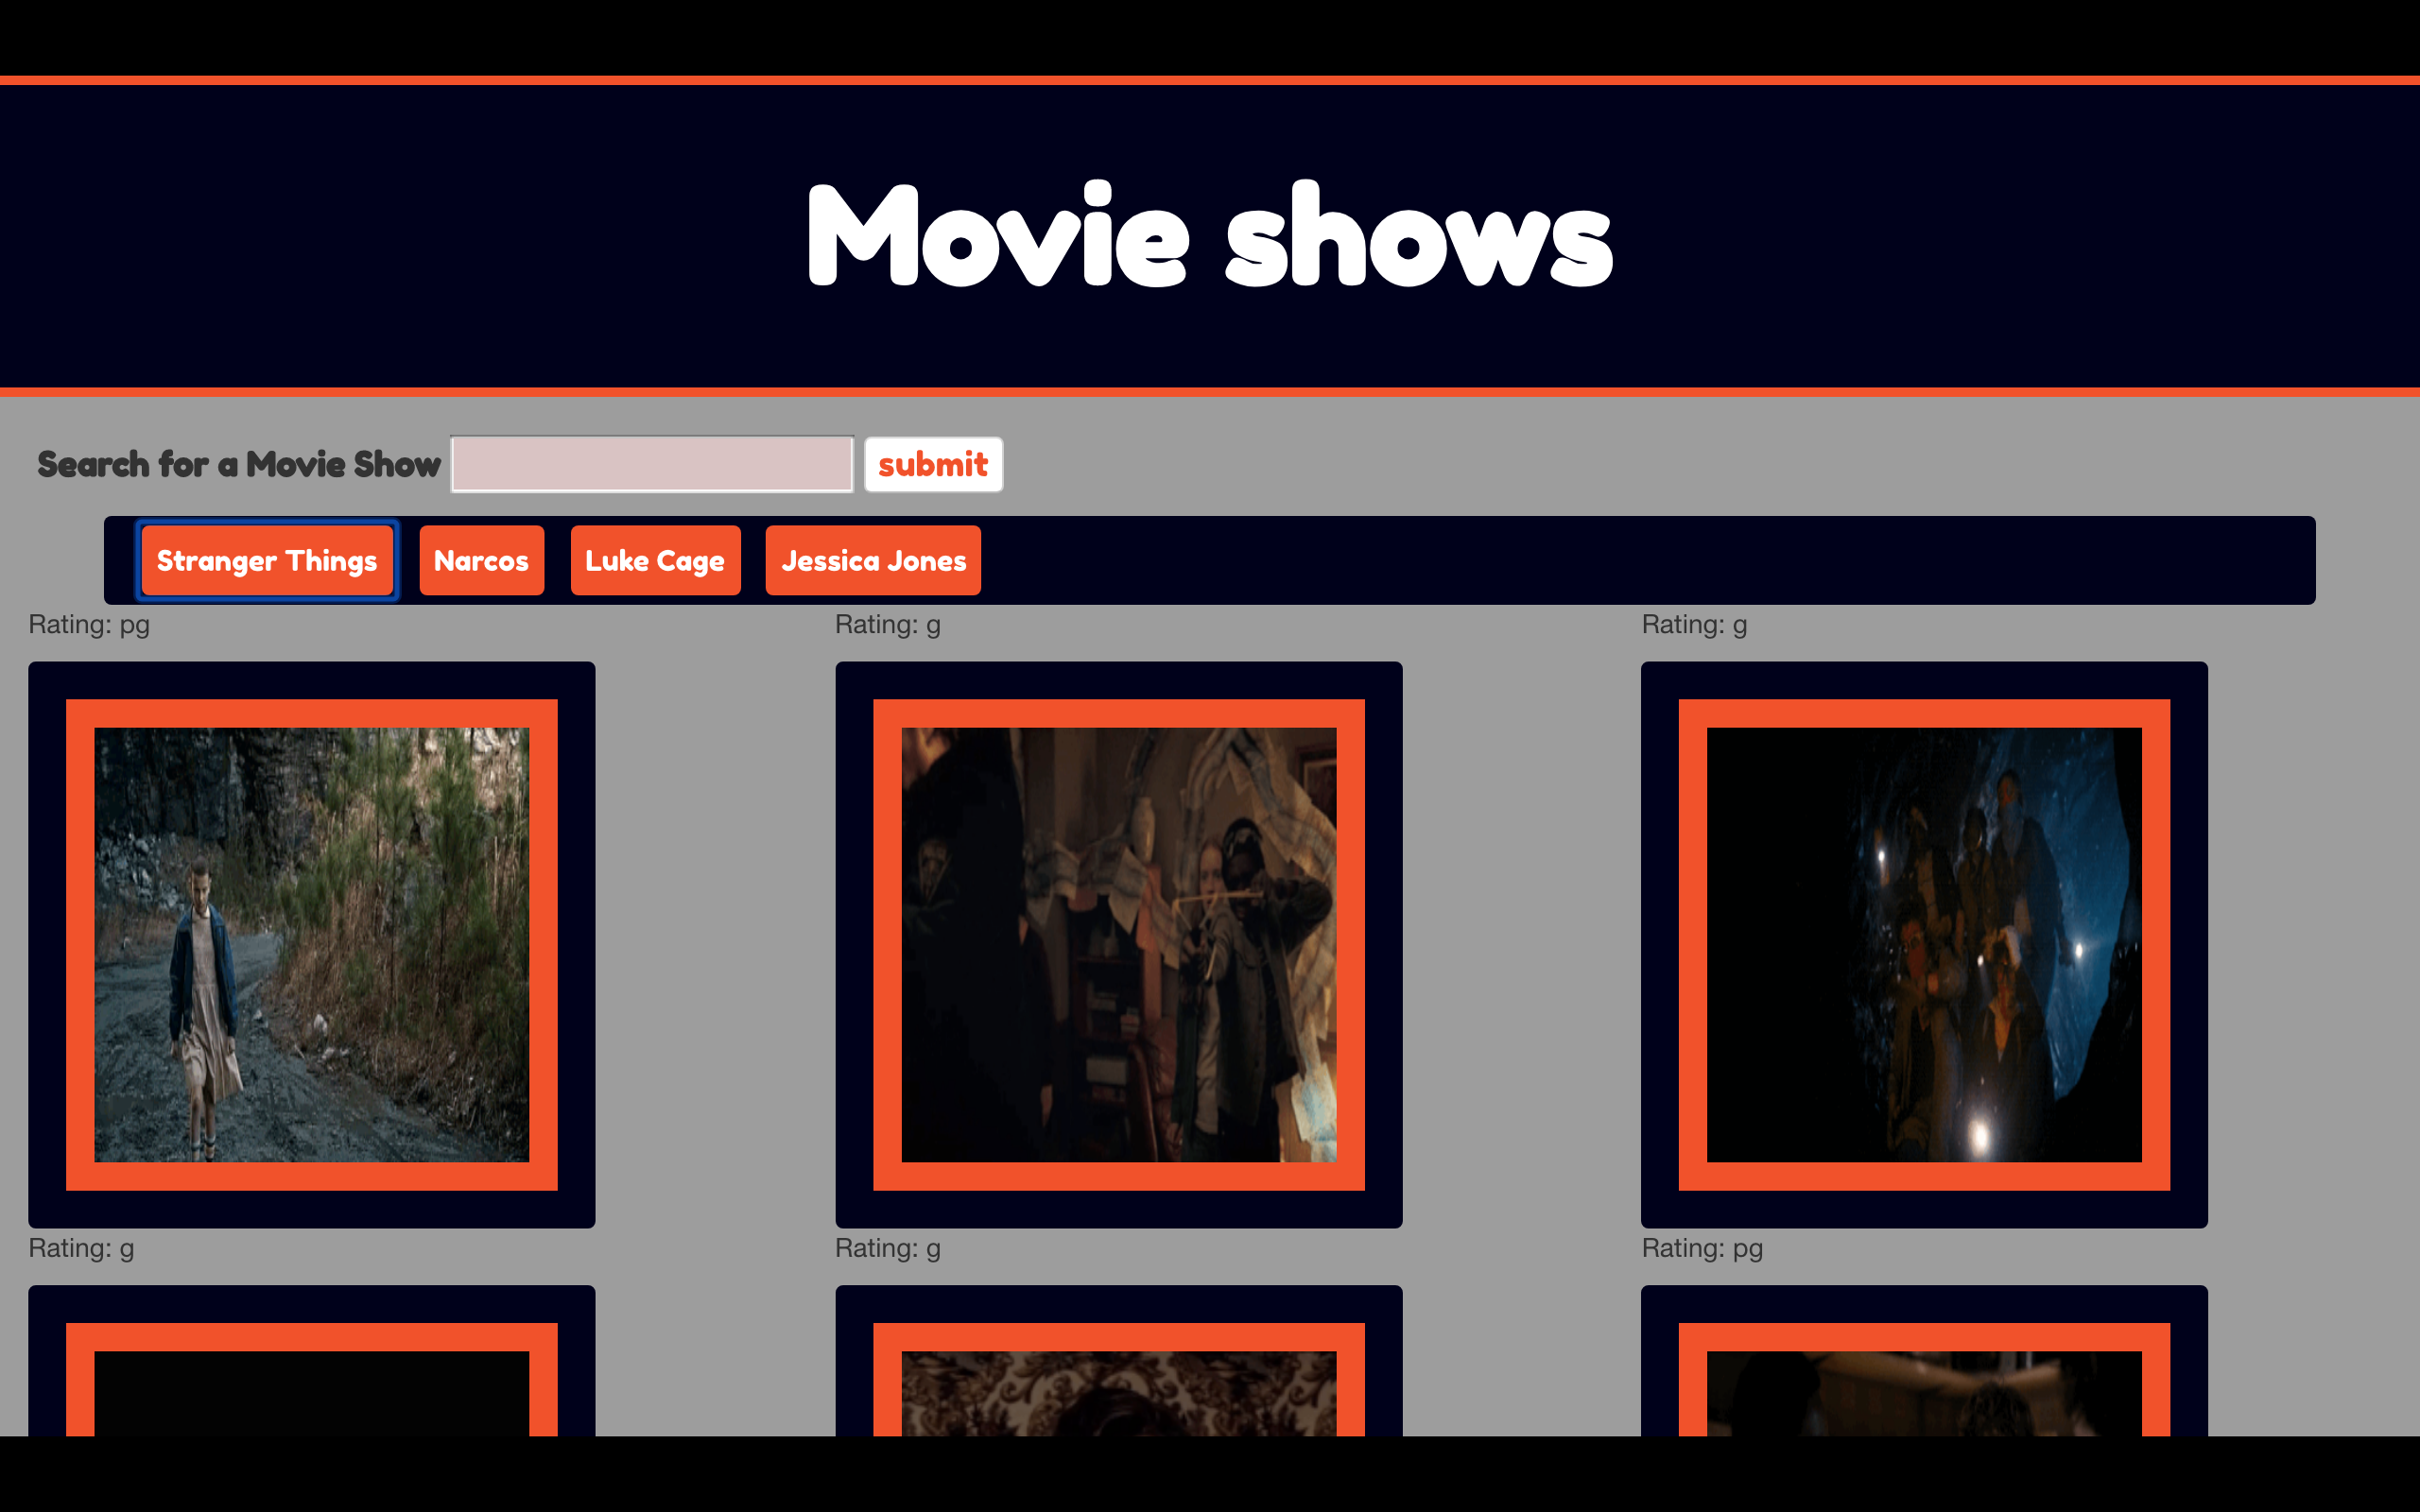 Movie shows
Search for a Movie Show submit
Stranger Things Narcos Luke Cage Jessica Jones
Rating: pg Rating: g Rating: g
Rating: g Rating: g Rating: pg